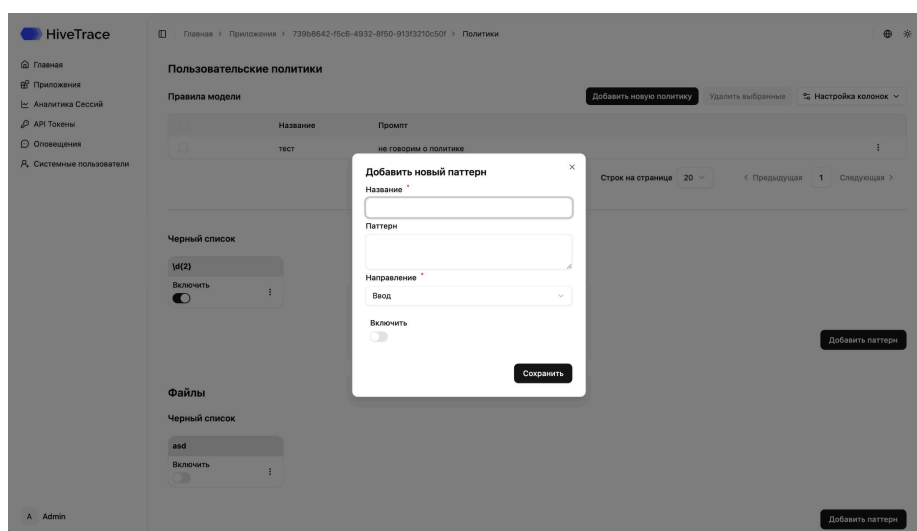 HiveTrace
Главная > Приложения > 739b8642-f5c6-4932-8f50-913f3210c50f > Политики
Главная
Приложения
Аналитика Сессий
API Токены
Оповещения
Системные пользователи
Пользовательские политики
Правила модели
Добавить новую политику
Удалить выбранные
Настройка колонок
Название
Промпт
тест
не говорим о политике
Строк на странице 20
Предыдущая 1 Следующая
Добавить новый паттерн
Название *
Паттерн
Направление *
Ввод
Включить
Сохранить
Черный список
\d{2}
Включить
Добавить паттерн
Файлы
Черный список
asd
Включить
A Admin
Добавить паттерн